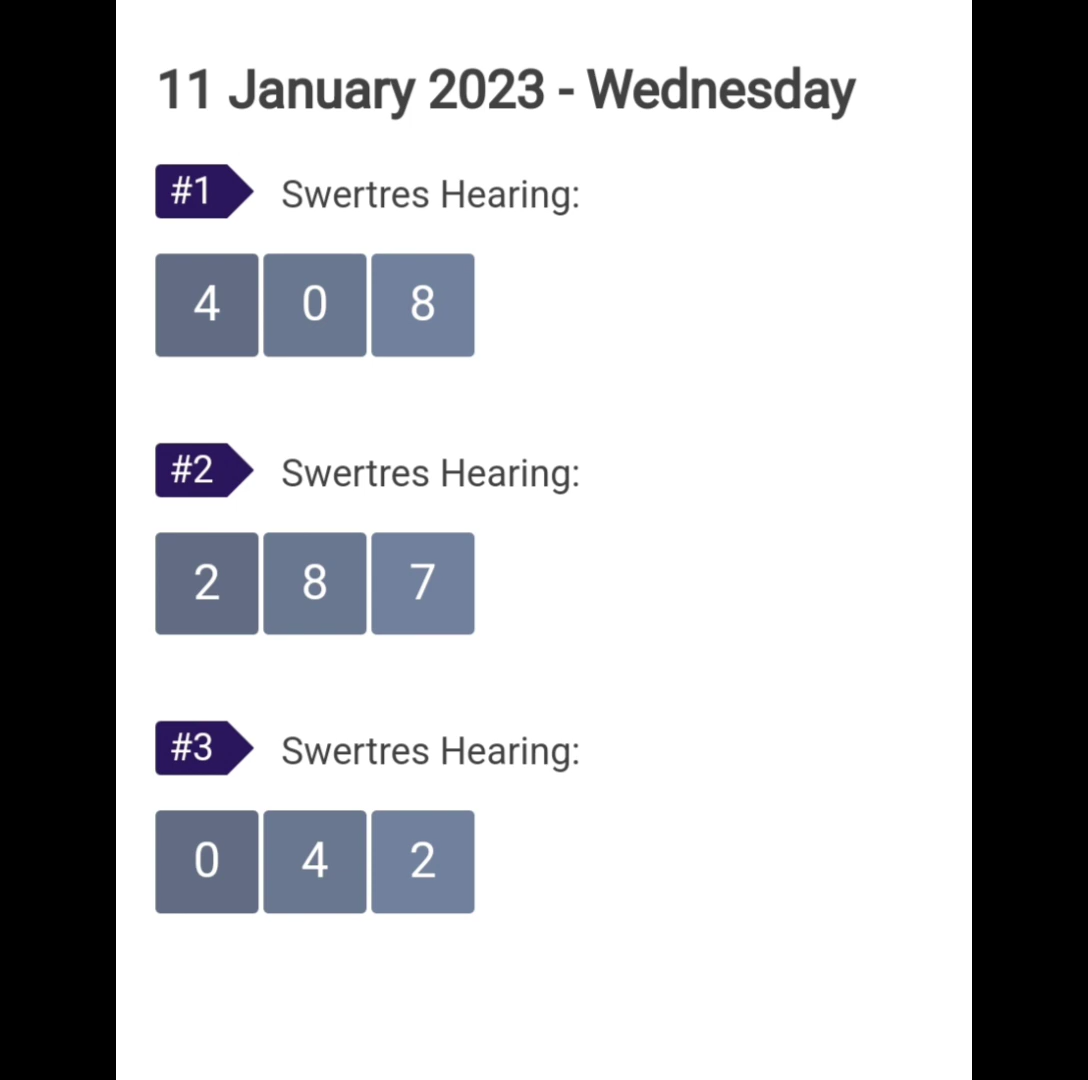 11 January 2023 - Wednesday
#1 Swertres Hearing:
4 0 8
#2 Swertres Hearing:
2 8 7
#3 Swertres Hearing:
0 4 2